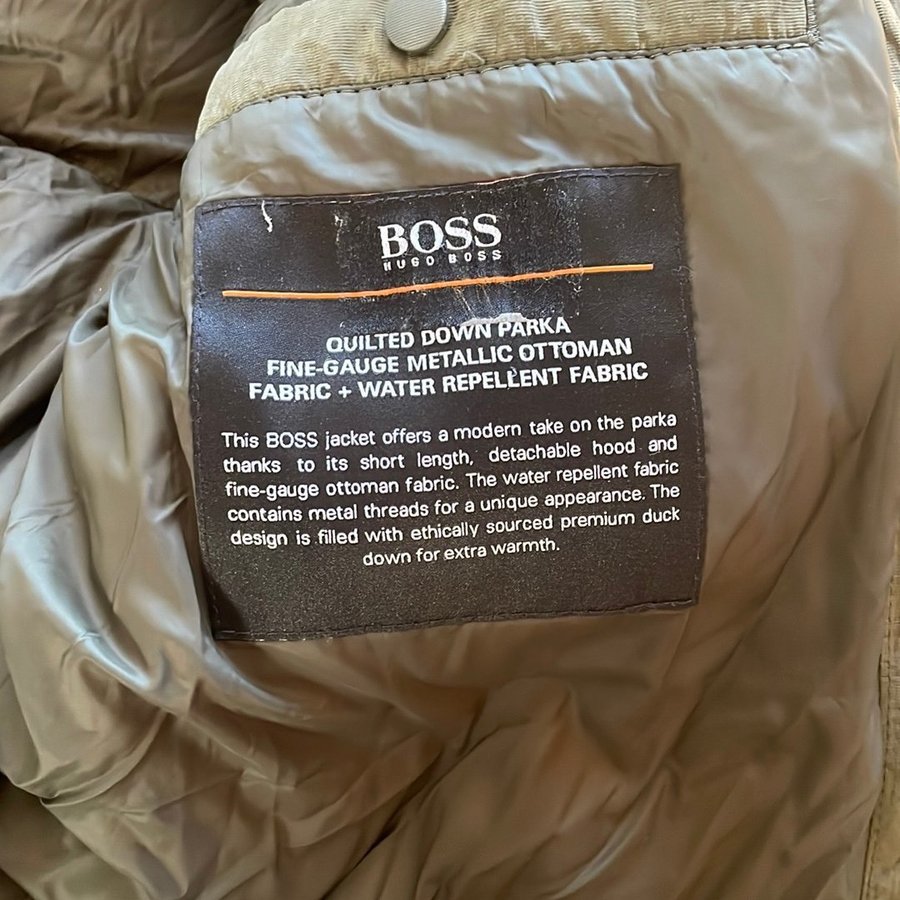 BOSS
HUGO BOSS
QUILTED DOWN PARKA
FINE-GAUGE METALLIC OTTOMAN
FABRIC + WATER REPELLENT FABRIC
This BOSS jacket offers a modern take on the parka
thanks to its short length, detachable hood and
fine-gauge ottoman fabric. The water repellent fabric
contains metal threads for a unique appearance. The
design is filled with ethically sourced premium duck
down for extra warmth.